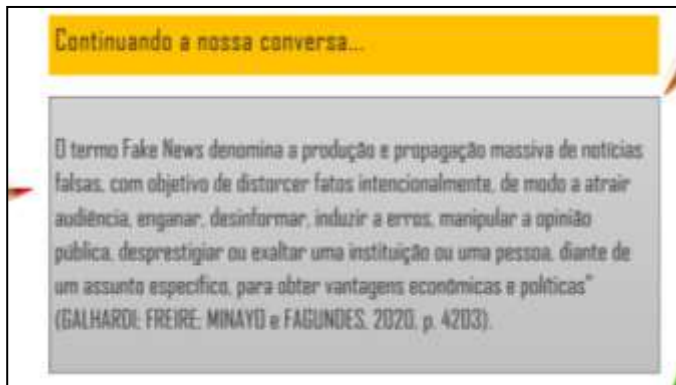 Continuando a nossa conversa...
O termo Fake News denomina a produção e propagação massiva de notícias
falsas, com objetivo de distorcer fatos intencionalmente, de modo a atrair
audiência, enganar, desinformar, induzir a erros, manipular a opinião
pública, desprestigiar ou exaltar uma instituição ou uma pessoa, diante de
um assunto específico, para obter vantagens econômicas e políticas"
(GALHARDI; FREIRE; MINAYO e FAGUNDES, 2020, p. 4203).